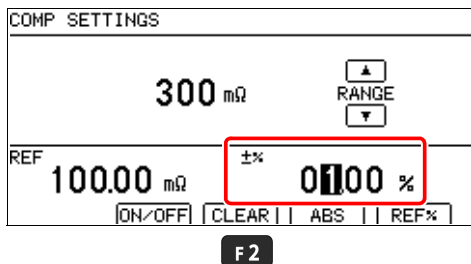 COMP SETTINGS
300 mΩ
▲
RANGE
▼
REF
100.00 mΩ
±%
01.00 %
ON/OFF CLEAR ABS REF%
F2